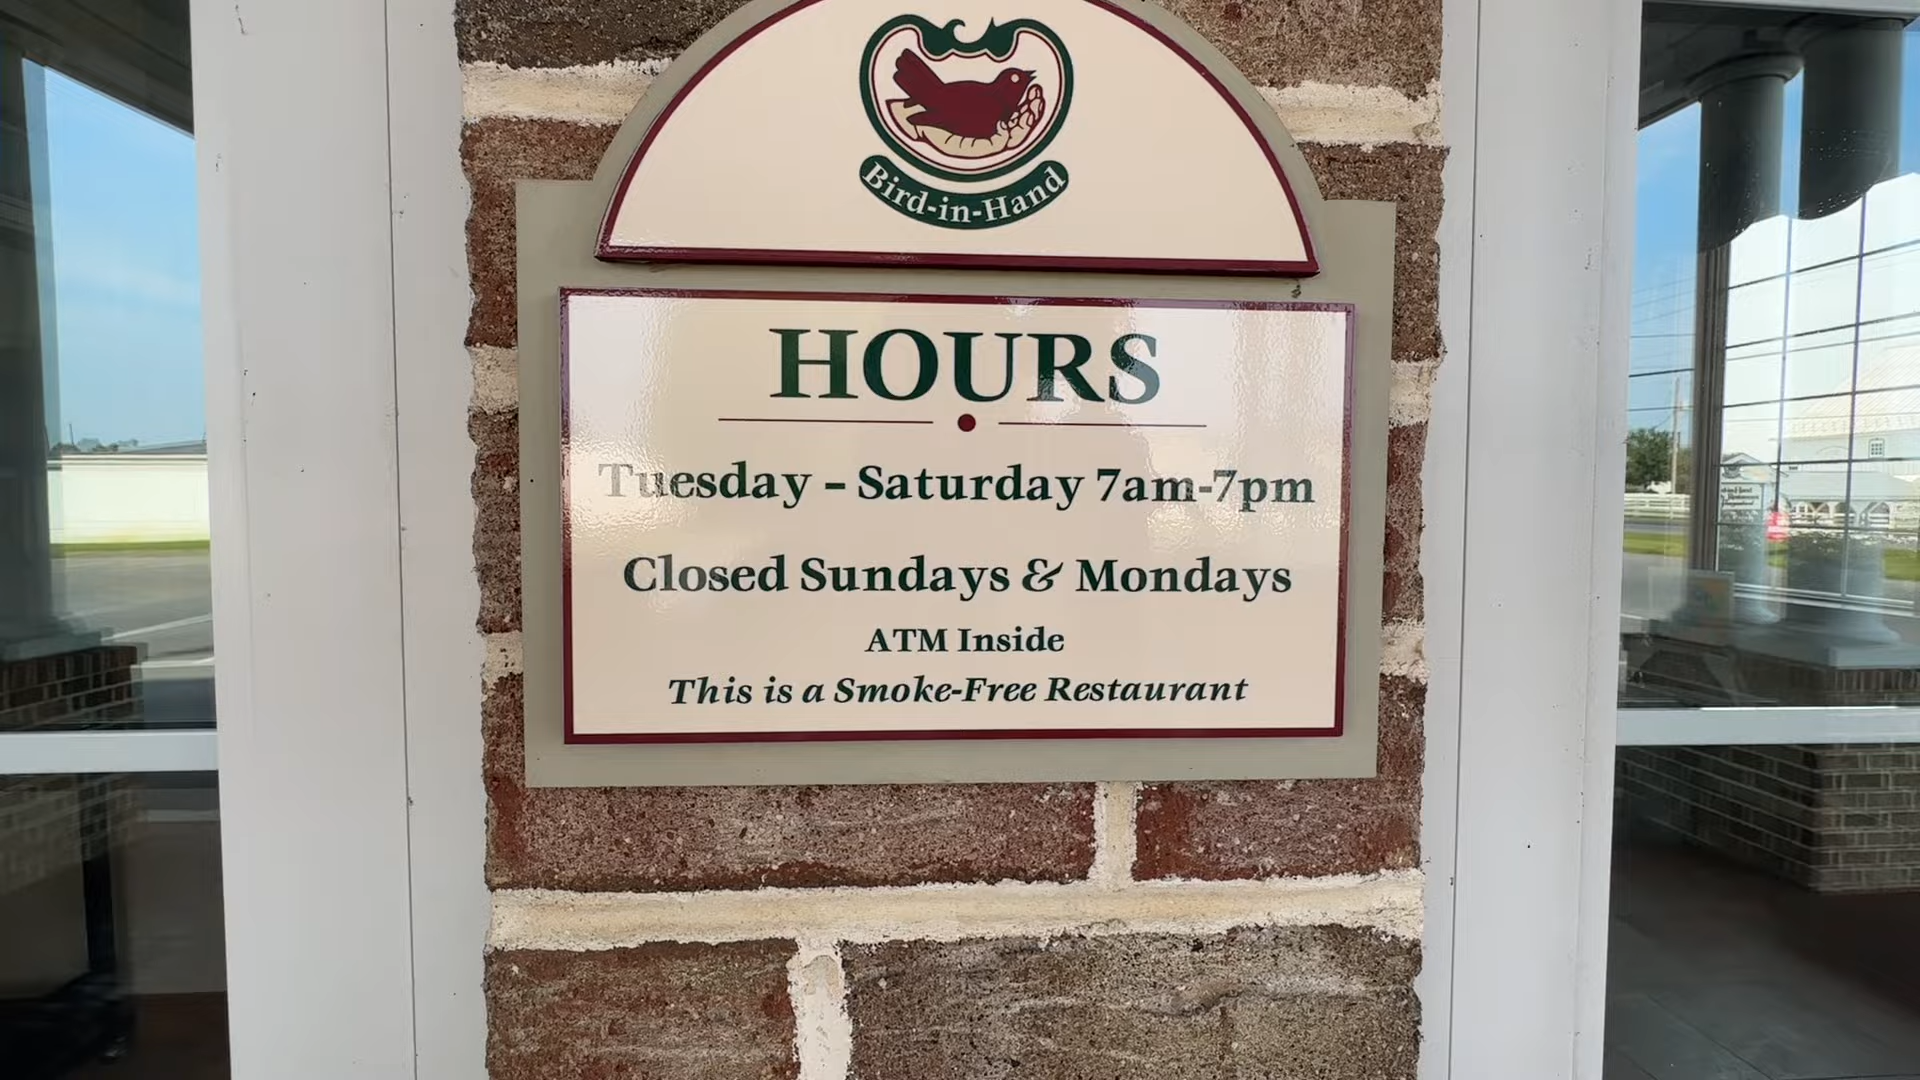 Bird-in-Hand
HOURS
Tuesday – Saturday 7am-7pm
Closed Sundays & Mondays
ATM Inside
This is a Smoke-Free Restaurant